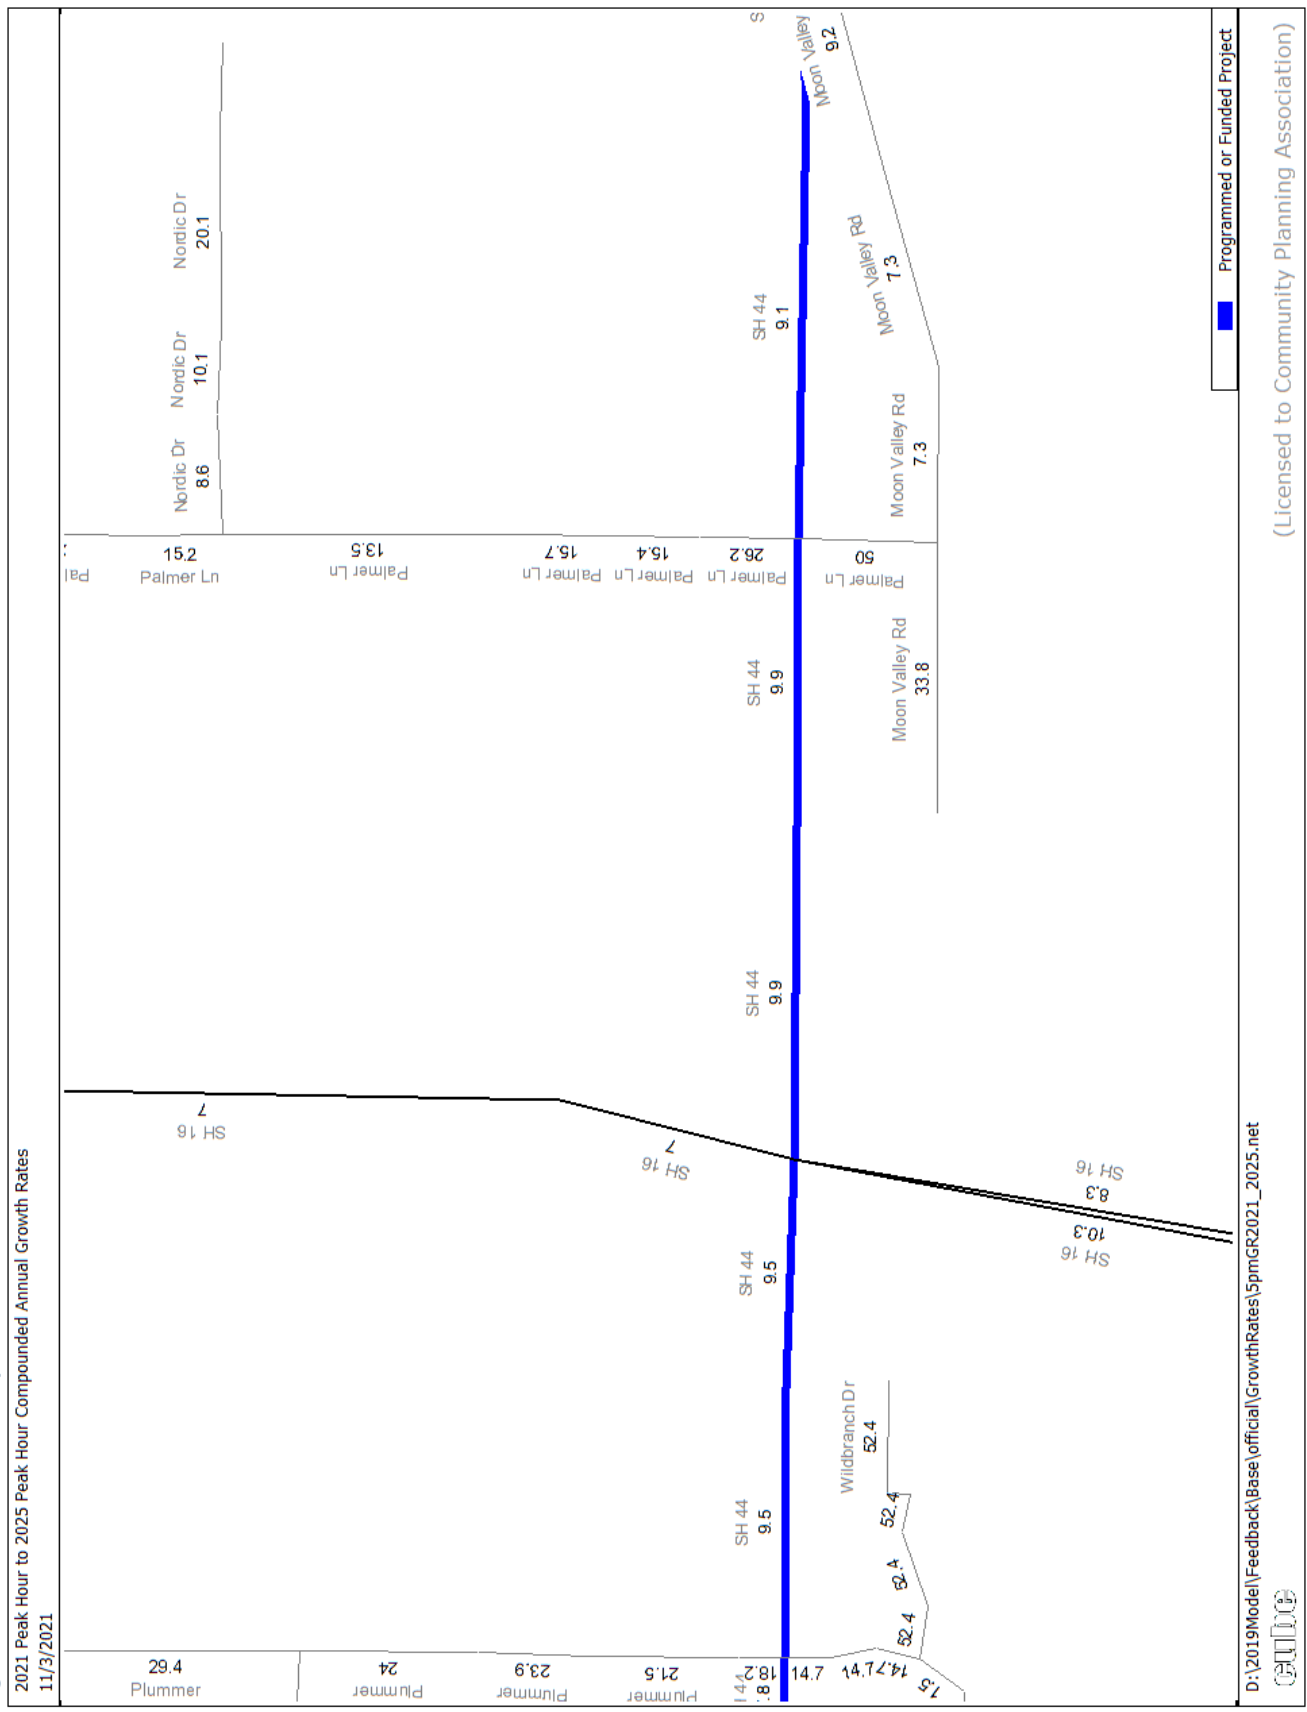 2021 Peak Hour to 2025 Peak Hour Compounded Annual Growth Rates
11/3/2021
Plummer
29.4
Plummer
24
Plummer
23.9
Plummer
21.5
18.2
14.7
14.7
14.7
1.5
52.4
52.4
52.4
Wildbranch Dr
52.4
SH 44
9.5
SH 44
9.5
SH 16
7
SH 16
7
SH 16
10.3
SH 16
8.3
SH 44
9.9
SH 44
9.9
Palmer Ln
15.2
Palmer Ln
13.5
Palmer Ln
15.7
Palmer Ln
15.4
Palmer Ln
26.2
Palmer Ln
50
Moon Valley Rd
33.8
Nordic Dr
8.6
Nordic Dr
10.1
Nordic Dr
20.1
SH 44
9.1
Moon Valley Rd
7.3
Moon Valley Rd
7.3
Moon Valley
9.2
S
Programmed or Funded Project
D:\2019Model\Feedback\Base\official\GrowthRates\5pmGR2021_2025.net
cube
(Licensed to Community Planning Association)